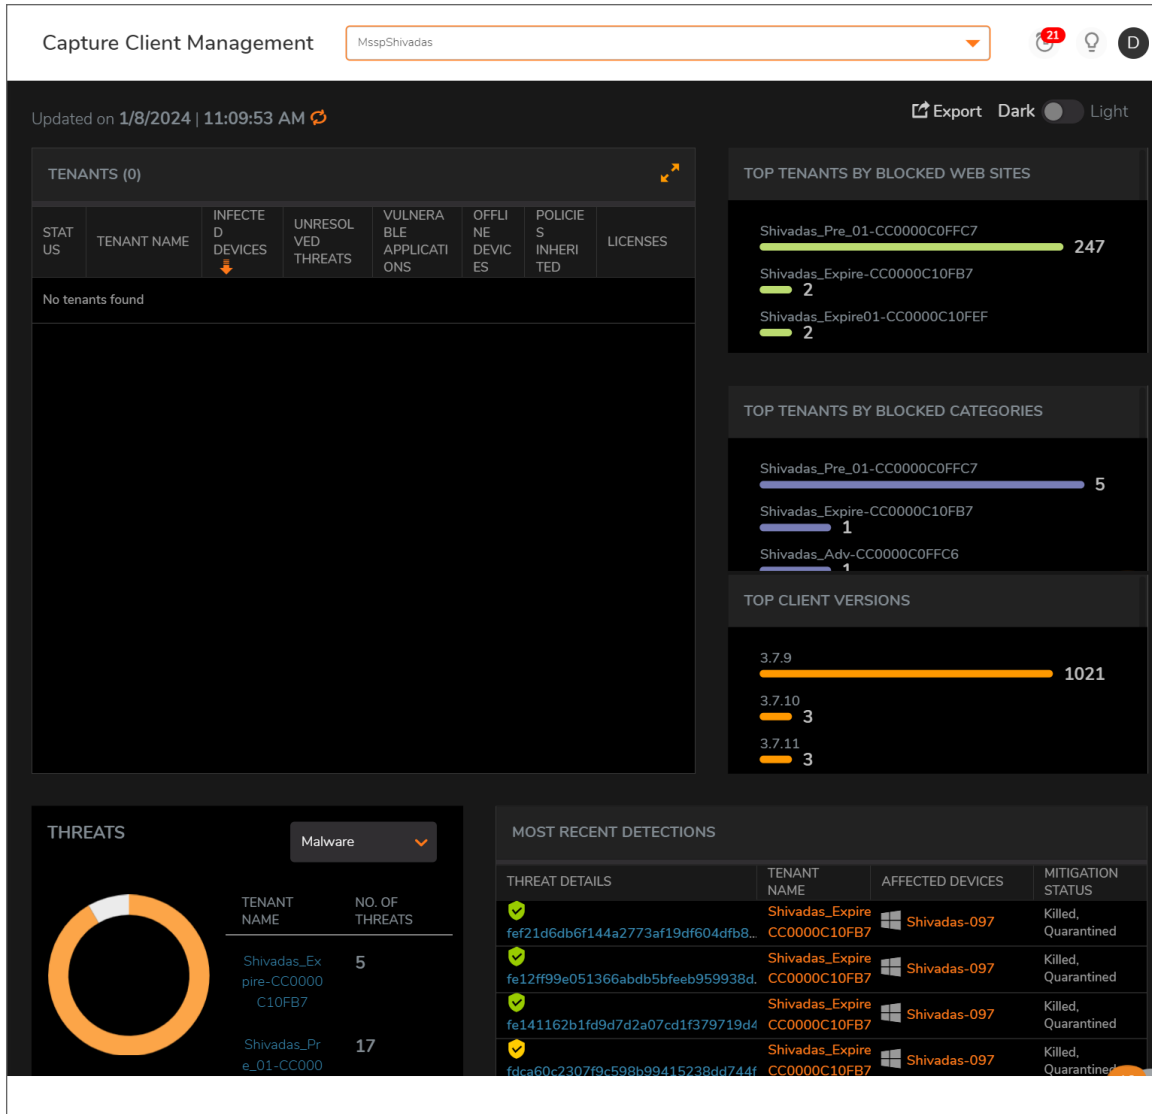 Capture Client Management
MsspShivadas
21
D
Updated on 1/8/2024 | 11:09:53 AM
Export Dark Light
TENANTS (0)
STAT
US
TENANT NAME
INFECTE
D
DEVICES
UNRESOL
VED
THREATS
VULNERA
BLE
APPLICATI
ONS
OFFLI
NE
DEVIC
ES
POLICIE
S
INHERI
TED
LICENSES
No tenants found
TOP TENANTS BY BLOCKED WEB SITES
Shivadas_Pre_01-CC0000C0FFC7
247
Shivadas_Expire-CC0000C10FB7
2
Shivadas_Expire01-CC0000C10FEF
2
TOP TENANTS BY BLOCKED CATEGORIES
Shivadas_Pre_01-CC0000C0FFC7
5
Shivadas_Expire-CC0000C10FB7
1
Shivadas_Adv-CC0000C0FFC6
1
TOP CLIENT VERSIONS
3.7.9
1021
3.7.10
3
3.7.11
3
THREATS
Malware
TENANT
NAME
NO. OF
THREATS
Shivadas_Ex
pire-CC0000
C10FB7
5
Shivadas_Pr
e_01-CC000
17
MOST RECENT DETECTIONS
THREAT DETAILS
TENANT
NAME
AFFECTED DEVICES
MITIGATION
STATUS
fef21d6db6f144a2773af19df604dfb8...
Shivadas_Expire
CC0000C10FB7
Shivadas-097
Killed,
Quarantined
fe12ff99e051366abdb5bfeeb959938d.
Shivadas_Expire
CC0000C10FB7
Shivadas-097
Killed,
Quarantined
fe141162b1fd9d7d2a07cd1f379719d4
Shivadas_Expire
CC0000C10FB7
Shivadas-097
Killed,
Quarantined
fdca60c2307f9c598b99415238dd744f
Shivadas_Expire
CC0000C10FB7
Shivadas-097
Killed,
Quarantined